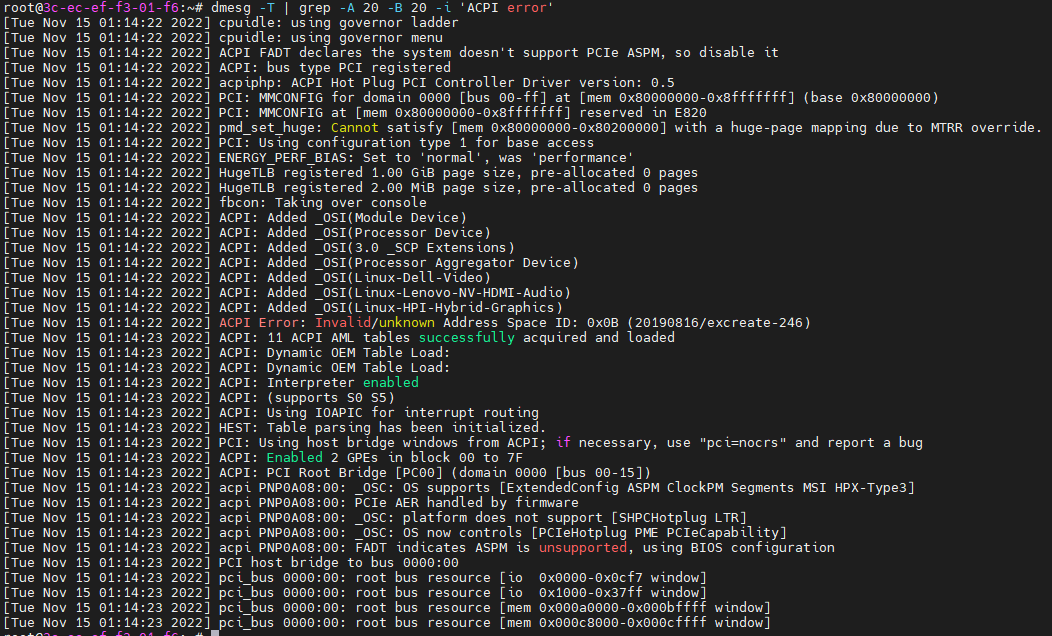 root@3c-ec-ef-f3-01-f6:~# dmesg -T | grep -A 20 -B 20 -i 'ACPI error'
[Tue Nov 15 01:14:22 2022] cpuidle: using governor ladder
[Tue Nov 15 01:14:22 2022] cpuidle: using governor menu
[Tue Nov 15 01:14:22 2022] ACPI FADT declares the system doesn't support PCIe ASPM, so disable it
[Tue Nov 15 01:14:22 2022] ACPI: bus type PCI registered
[Tue Nov 15 01:14:22 2022] acpiphp: ACPI Hot Plug PCI Controller Driver version: 0.5
[Tue Nov 15 01:14:22 2022] PCI: MMCONFIG for domain 0000 [bus 00-ff] at [mem 0x80000000-0x8fffffff] (base 0x80000000)
[Tue Nov 15 01:14:22 2022] PCI: MMCONFIG at [mem 0x80000000-0x8fffffff] reserved in E820
[Tue Nov 15 01:14:22 2022] pmd_set_huge: Cannot satisfy [mem 0x80000000-0x80200000] with a huge-page mapping due to MTRR override.
[Tue Nov 15 01:14:22 2022] PCI: Using configuration type 1 for base access
[Tue Nov 15 01:14:22 2022] ENERGY_PERF_BIAS: Set to 'normal', was 'performance'
[Tue Nov 15 01:14:22 2022] HugeTLB registered 1.00 GiB page size, pre-allocated 0 pages
[Tue Nov 15 01:14:22 2022] HugeTLB registered 2.00 MiB page size, pre-allocated 0 pages
[Tue Nov 15 01:14:22 2022] fbcon: Taking over console
[Tue Nov 15 01:14:22 2022] ACPI: Added _OSI(Module Device)
[Tue Nov 15 01:14:22 2022] ACPI: Added _OSI(Processor Device)
[Tue Nov 15 01:14:22 2022] ACPI: Added _OSI(3.0 _SCP Extensions)
[Tue Nov 15 01:14:22 2022] ACPI: Added _OSI(Processor Aggregator Device)
[Tue Nov 15 01:14:22 2022] ACPI: Added _OSI(Linux-Dell-Video)
[Tue Nov 15 01:14:22 2022] ACPI: Added _OSI(Linux-Lenovo-NV-HDMI-Audio)
[Tue Nov 15 01:14:22 2022] ACPI: Added _OSI(Linux-HPI-Hybrid-Graphics)
[Tue Nov 15 01:14:22 2022] ACPI Error: Invalid/unknown Address Space ID: 0x0B (20190816/excreate-246)
[Tue Nov 15 01:14:23 2022] ACPI: 11 ACPI AML tables successfully acquired and loaded
[Tue Nov 15 01:14:23 2022] ACPI: Dynamic OEM Table Load:
[Tue Nov 15 01:14:23 2022] ACPI: Dynamic OEM Table Load:
[Tue Nov 15 01:14:23 2022] ACPI: Interpreter enabled
[Tue Nov 15 01:14:23 2022] ACPI: (supports S0 S5)
[Tue Nov 15 01:14:23 2022] ACPI: Using IOAPIC for interrupt routing
[Tue Nov 15 01:14:23 2022] HEST: Table parsing has been initialized.
[Tue Nov 15 01:14:23 2022] PCI: Using host bridge windows from ACPI; if necessary, use "pci=nocrs" and report a bug
[Tue Nov 15 01:14:23 2022] ACPI: Enabled 2 GPEs in block 00 to 7F
[Tue Nov 15 01:14:23 2022] ACPI: PCI Root Bridge [PC00] (domain 0000 [bus 00-15])
[Tue Nov 15 01:14:23 2022] acpi PNP0A08:00: _OSC: OS supports [ExtendedConfig ASPM ClockPM Segments MSI HPX-Type3]
[Tue Nov 15 01:14:23 2022] acpi PNP0A08:00: PCIe AER handled by firmware
[Tue Nov 15 01:14:23 2022] acpi PNP0A08:00: _OSC: platform does not support [SHPCHotplug LTR]
[Tue Nov 15 01:14:23 2022] acpi PNP0A08:00: _OSC: OS now controls [PCIeHotplug PME PCIeCapability]
[Tue Nov 15 01:14:23 2022] acpi PNP0A08:00: FADT indicates ASPM is unsupported, using BIOS configuration
[Tue Nov 15 01:14:23 2022] PCI host bridge to bus 0000:00
[Tue Nov 15 01:14:23 2022] pci_bus 0000:00: root bus resource [io  0x0000-0x0cf7 window]
[Tue Nov 15 01:14:23 2022] pci_bus 0000:00: root bus resource [io  0x1000-0x37ff window]
[Tue Nov 15 01:14:23 2022] pci_bus 0000:00: root bus resource [mem 0x000a0000-0x000bffff window]
[Tue Nov 15 01:14:23 2022] pci_bus 0000:00: root bus resource [mem 0x000c8000-0x000cffff window]
root@3c-ec-ef-f3-01-f6:~#